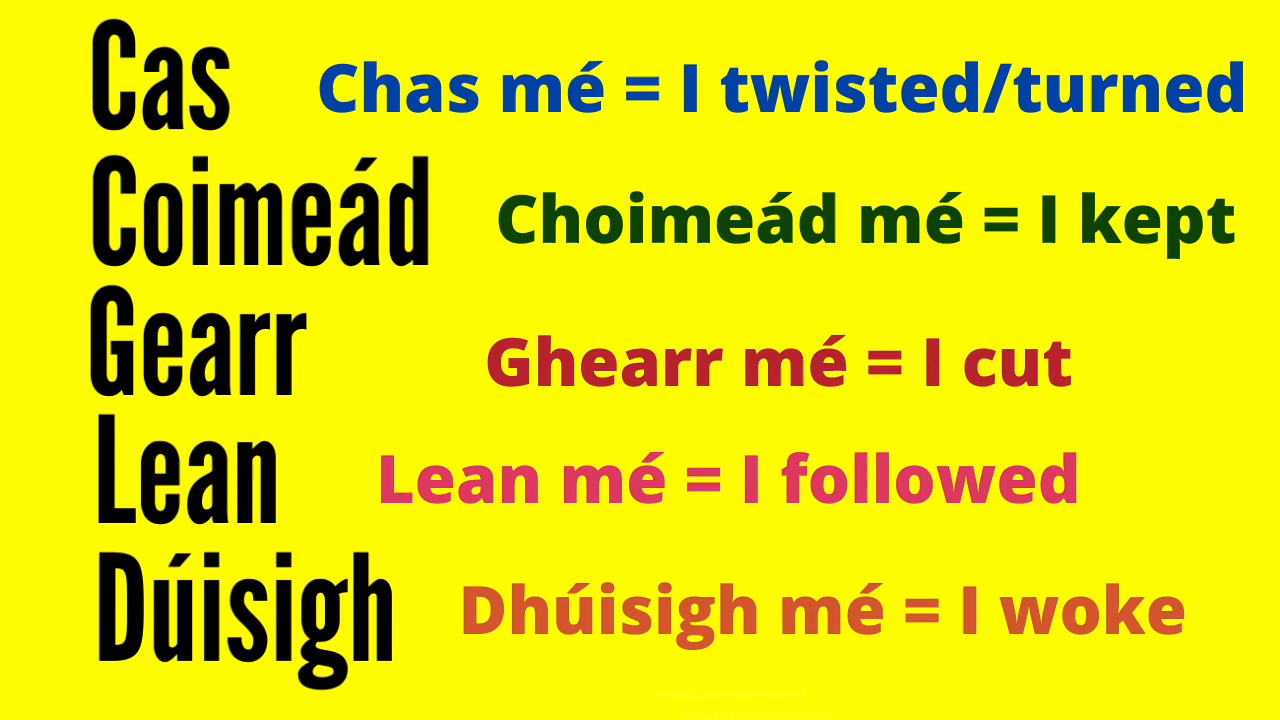 Cas
Chas mé = I twisted/turned
Coimeád
Choimeád mé = I kept
Gearr
Ghearr mé = I cut
Lean
Lean mé = I followed
Dúisigh
Dhúisigh mé = I woke